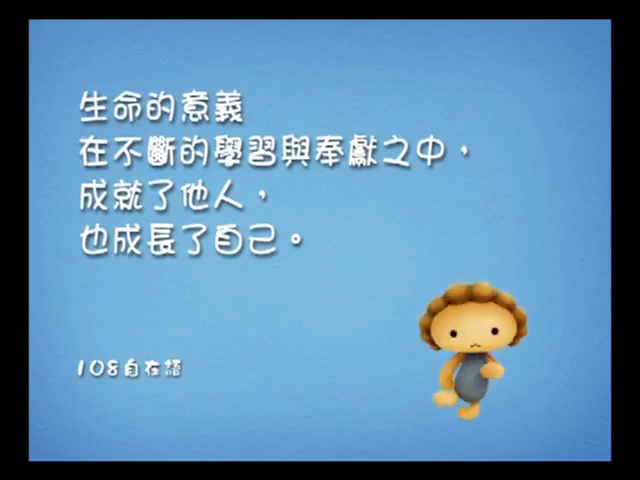 生命的意義
在不斷的學習與奉獻之中，
成就了他人，
也成長了自己。
108自在語